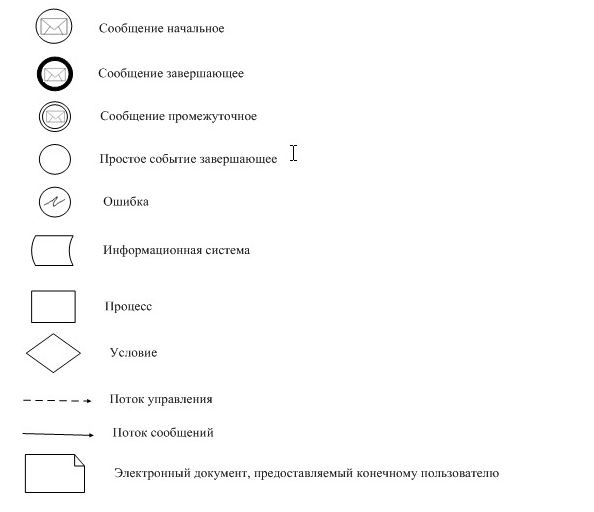 Сообщение начальное
Сообщение завершающее
Сообщение промежуточное
Простое событие завершающее
Ошибка
Информационная система
Процесс
Условие
Поток управления
Поток сообщений
Электронный документ, предоставляемый конечному пользователю